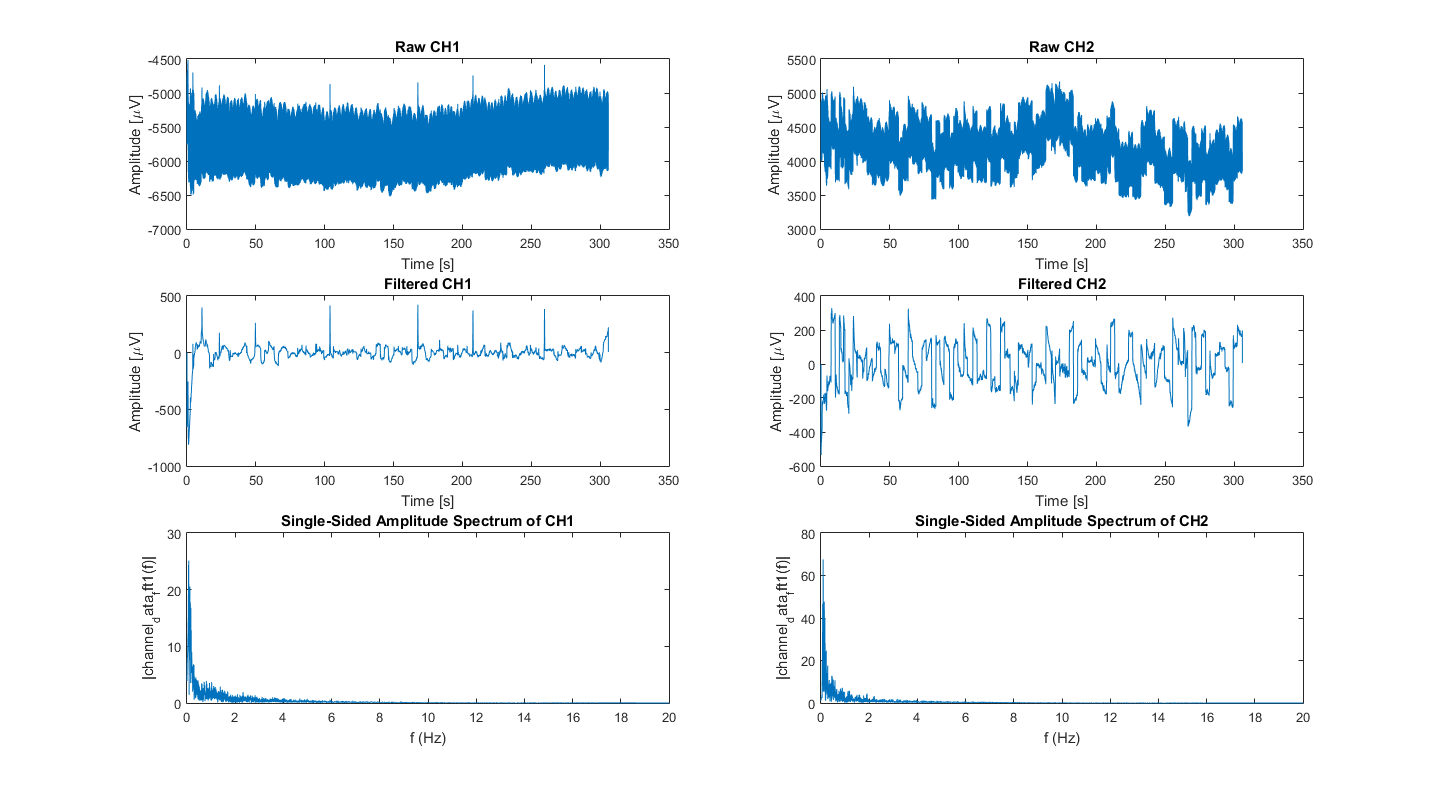 Raw CH1
-4500
-5000
-5500
-6000
-6500
-7000
Amplitude [μV]
0 50 100 150 200 250 300 350
Time [s]
Raw CH2
5500
5000
4500
4000
3500
3000
Amplitude [μV]
0 50 100 150 200 250 300 350
Time [s]
Filtered CH1
500
0
-500
-1000
Amplitude [μV]
0 50 100 150 200 250 300 350
Time [s]
Filtered CH2
400
200
0
-200
-400
-600
Amplitude [μV]
0 50 100 150 200 250 300 350
Time [s]
Single-Sided Amplitude Spectrum of CH1
30
20
10
0
|channel_data_fft1(f)|
0 2 4 6 8 10 12 14 16 18 20
f (Hz)
Single-Sided Amplitude Spectrum of CH2
80
60
40
20
0
|channel_data_fft1(f)|
0 2 4 6 8 10 12 14 16 18 20
f (Hz)